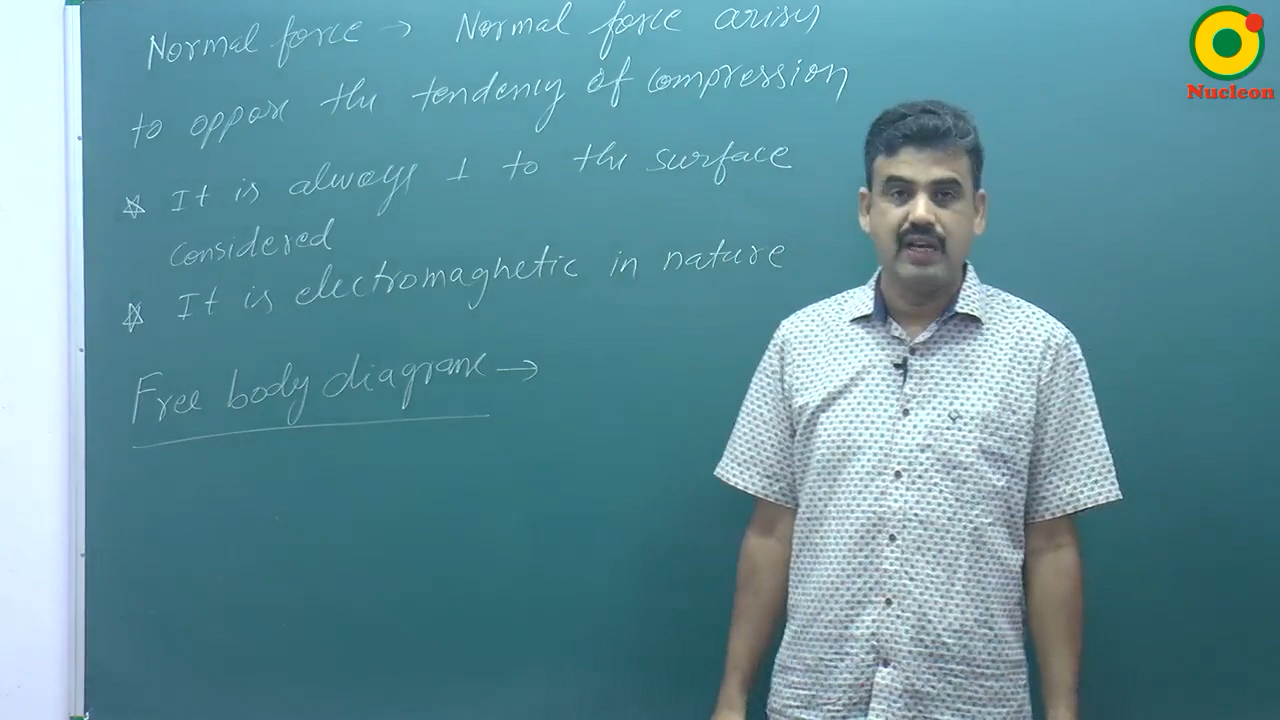 Normal force → Normal force arises
to oppose the tendency of compression
☆ It is always ⊥ to the surface
considered
☆ It is electromagnetic in nature
Free body diagram →
Nucleon